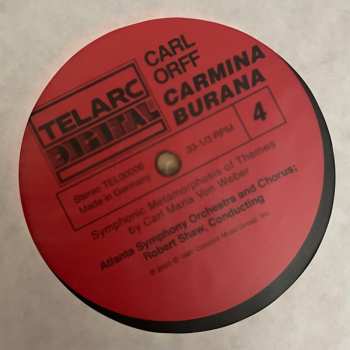 CARL
ORFF
CARMINA
BURANA
TELARC
DIGITAL
4
33-1/3 RPM
Stereo
Made in Germany
Symphonic Metamorphosis of Themes
by Carl Maria Von Weber
Atlanta Symphony Orchestra and Chorus;
Robert Shaw, Conducting